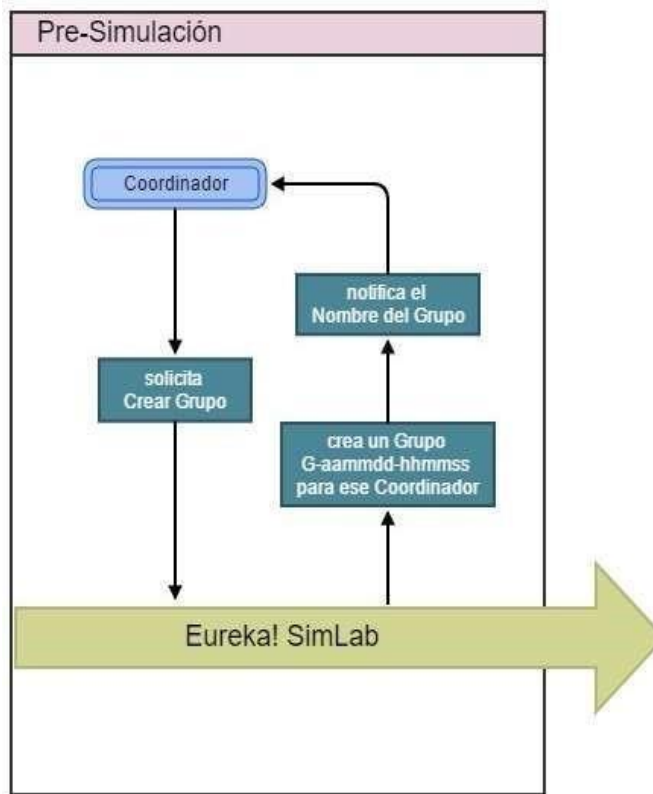 Pre-Simulación
Coordinador
notifica el
Nombre del Grupo
solicita
Crear Grupo
crea un Grupo
G-aammdd-hhmmss
para ese Coordinador
Eureka! SimLab